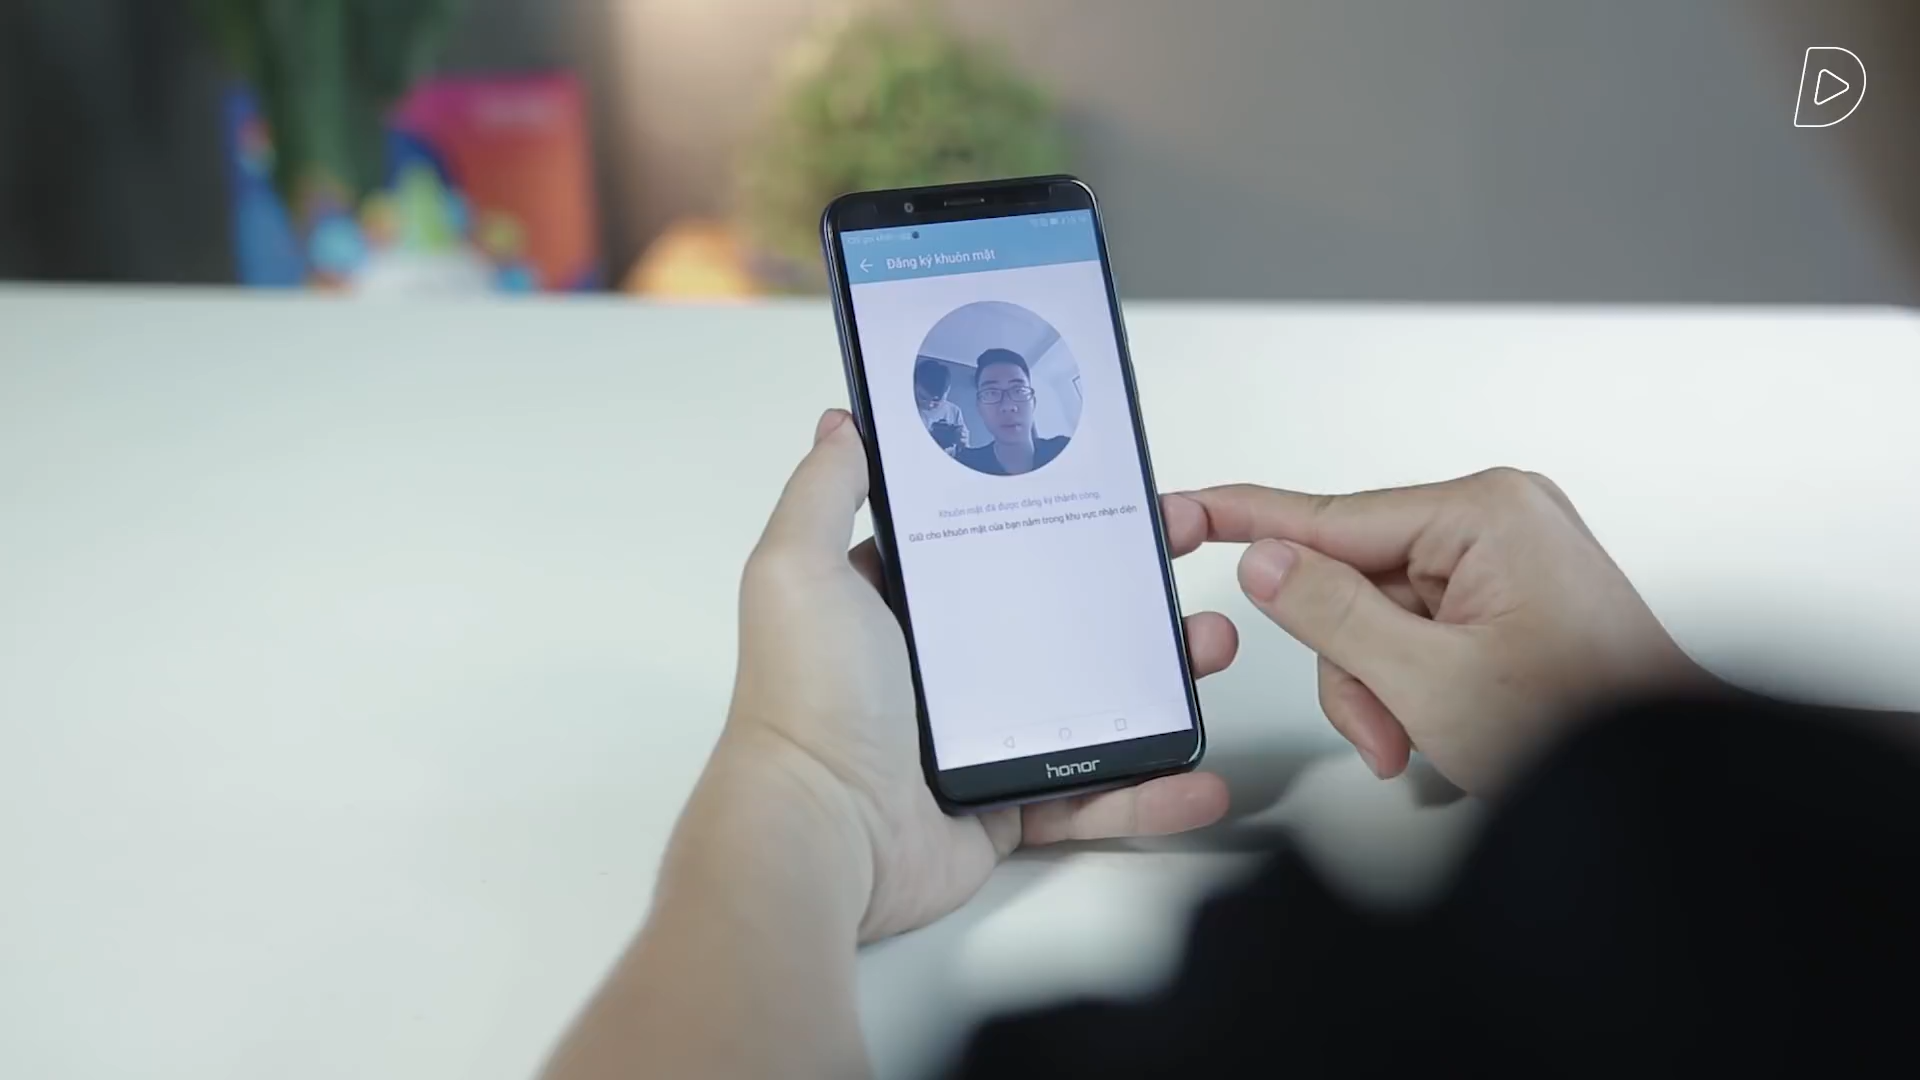 Đăng ký khuôn mặt
Khuôn mặt đã được đăng ký thành công.
Giữ cho khuôn mặt của bạn nằm trong khu vực nhận diện
honor